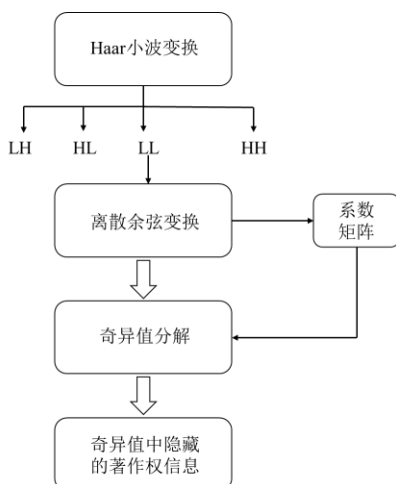 Haar小波变换
LH HL LL HH
离散余弦变换
系数
矩阵
奇异值分解
奇异值中隐藏
的著作权信息